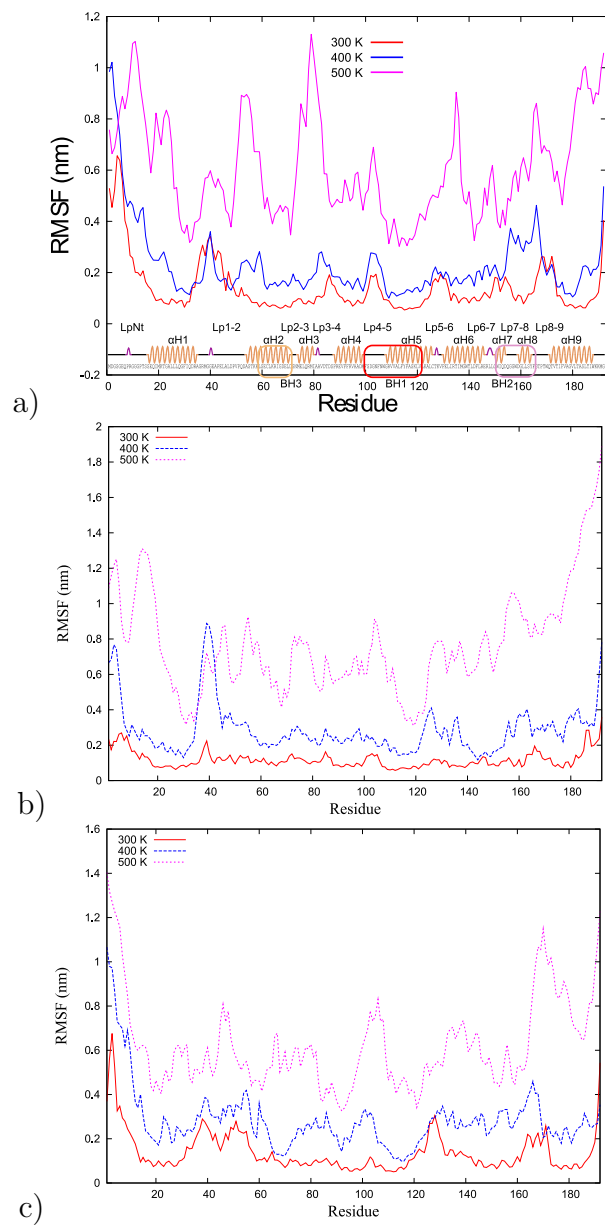 1.2
1
0.8
0.6
0.4
0.2
0
-0.2
RMSF (nm)
300 K
400 K
500 K
LpNt Lp1-2 Lp2-3 Lp3-4 Lp4-5 Lp5-6 Lp6-7 Lp7-8 Lp8-9
αH1 αH2 αH3 αH4 αH5 αH6 αH7 αH8 αH9
0 20 40 60 80 100 120 140 160 180
BH3 BH1 BH2
a)
Residue
2
1.8
1.6
1.4
1.2
1
0.8
0.6
0.4
0.2
0
RMSF (nm)
300 K
400 K
500 K
20 40 60 80 100 120 140 160 180
b)
Residue
1.6
1.4
1.2
1
0.8
0.6
0.4
0.2
0
RMSF (nm)
300 K
400 K
500 K
20 40 60 80 100 120 140 160 180
c)
Residue